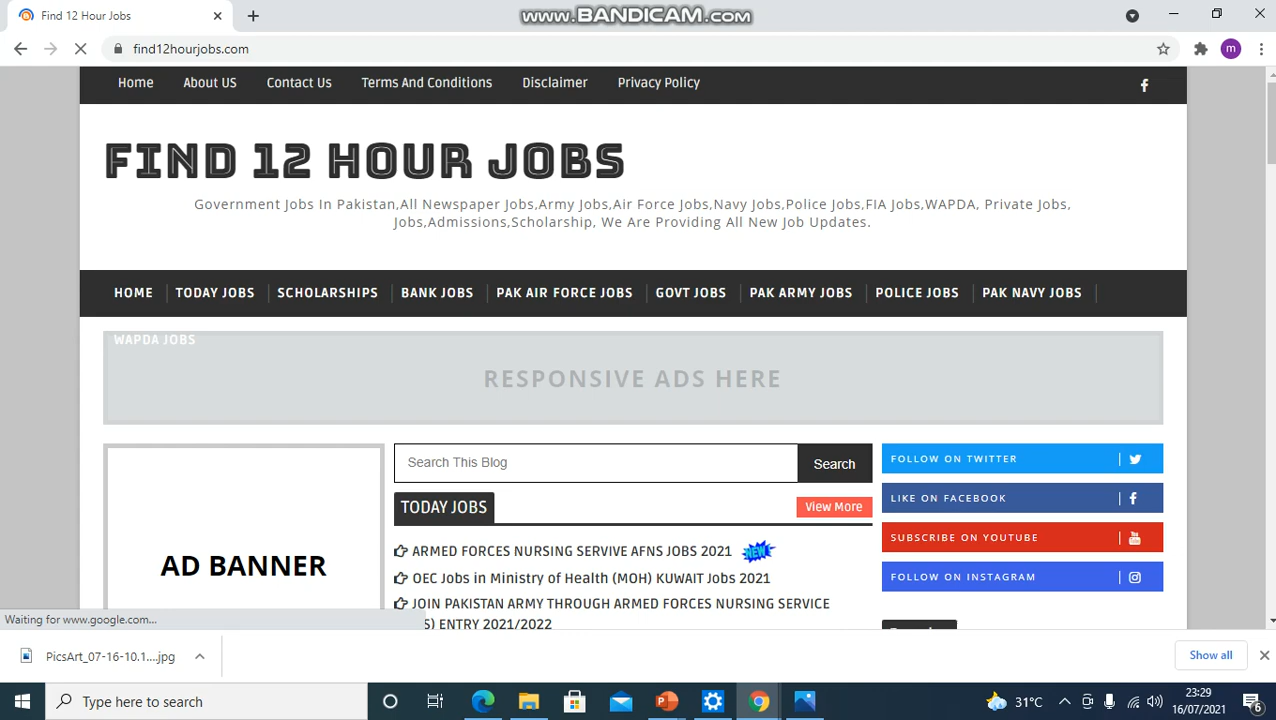 Find 12 Hour Jobs
www.BANDICAM.com
find12hourjobs.com
m
Home About US Contact Us Terms And Conditions Disclaimer Privacy Policy
FIND 12 HOUR JOBS
Government Jobs In Pakistan,All Newspaper Jobs,Army Jobs,Air Force Jobs,Navy Jobs,Police Jobs,FIA Jobs,WAPDA, Private Jobs,
Jobs,Admissions,Scholarship, We Are Providing All New Job Updates.
HOME TODAY JOBS SCHOLARSHIPS BANK JOBS PAK AIR FORCE JOBS GOVT JOBS PAK ARMY JOBS POLICE JOBS PAK NAVY JOBS
WAPDA JOBS
RESPONSIVE ADS HERE
AD BANNER
Search This Blog Search
TODAY JOBS View More
ARMED FORCES NURSING SERVIVE AFNS JOBS 2021 NEW
OEC Jobs in Ministry of Health (MOH) KUWAIT Jobs 2021
JOIN PAKISTAN ARMY THROUGH ARMED FORCES NURSING SERVICE
S) ENTRY 2021/2022
FOLLOW ON TWITTER
LIKE ON FACEBOOK
SUBSCRIBE ON YOUTUBE
FOLLOW ON INSTAGRAM
Waiting for www.google.com...
PicsArt_07-16-10.1....jpg
Show all
Type here to search
31°C
23:29
16/07/2021
6